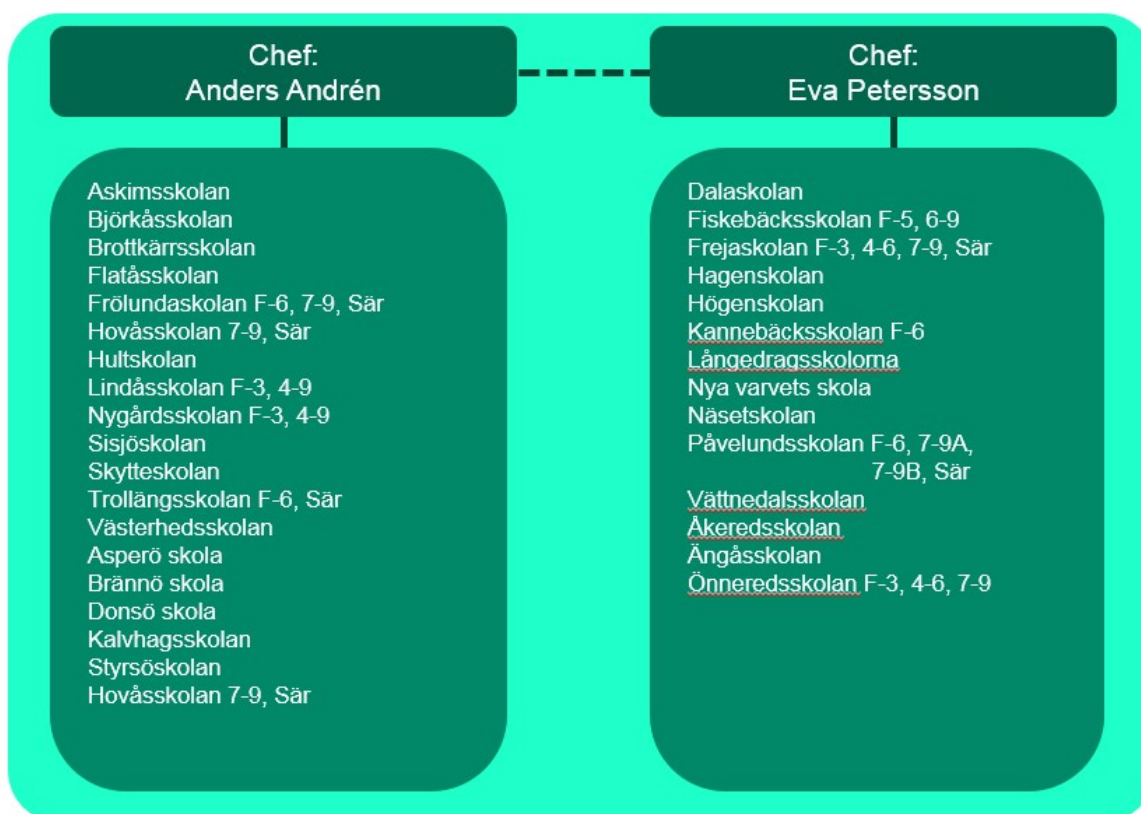 Chef:
Anders Andrén
Askimsskolan
Björkåsskolan
Brottkärrsskolan
Flatåsskolan
Frölundaskolan F-6, 7-9, Sär
Hovåsskolan 7-9, Sär
Hultskolan
Lindåsskolan F-3, 4-9
Nygårdsskolan F-3, 4-9
Sisjöskolan
Skytteskolan
Trollängsskolan F-6, Sär
Västerhedsskolan
Asperö skola
Brännö skola
Donsö skola
Kalvhagsskolan
Styrsöskolan
Hovåsskolan 7-9, Sär
Chef:
Eva Petersson
Dalaskolan
Fiskebäcksskolan F-5, 6-9
Frejaskolan F-3, 4-6, 7-9, Sär
Hagenskolan
Högenskolan
Kannebäcksskolan F-6
Långedragsskolorna
Nya varvets skola
Näsetskolan
Påvelundsskolan F-6, 7-9A,
7-9B, Sär
Vättnedalsskolan
Åkeredsskolan
Ängåsskolan
Önneredsskolan F-3, 4-6, 7-9